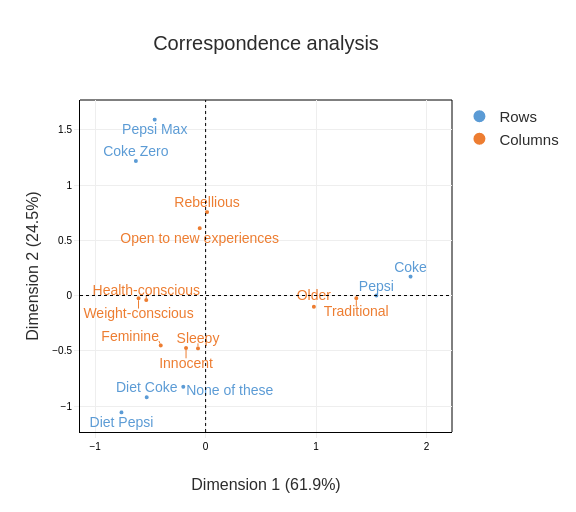 Correspondence analysis
Rows
Columns
Dimension 2 (24.5%)
1.5
1
0.5
0
−0.5
−1
Pepsi Max
Coke Zero
Rebellious
Open to new experiences
Coke
Pepsi
Older
Traditional
Health-conscious
Weight-conscious
Feminine
Sleepy
Innocent
Diet Coke
None of these
Diet Pepsi
−1
0
1
2
Dimension 1 (61.9%)